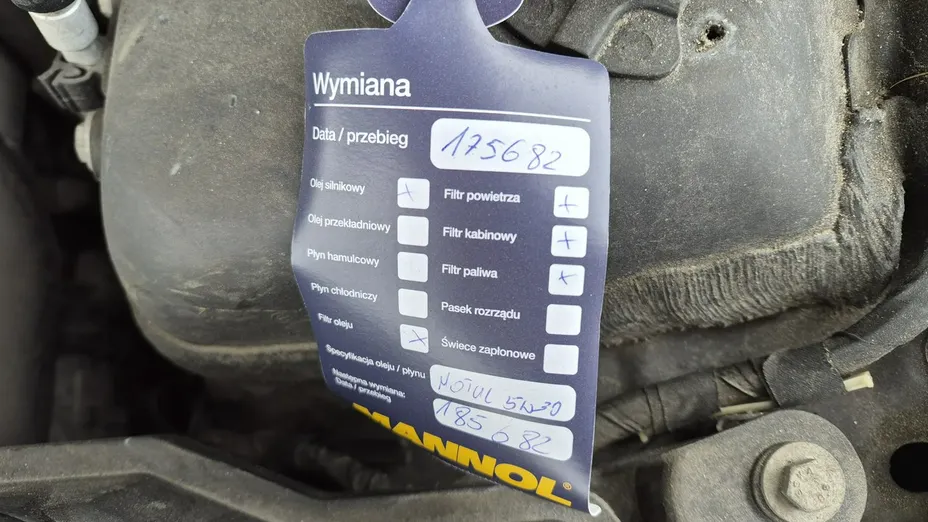 Wymiana
Data / przebieg 175682
Olej silnikowy x Filtr powietrza x
Olej przekładniowy Filtr kabinowy x
Płyn hamulcowy Filtr paliwa x
Płyn chłodniczy Pasek rozrządu
Filtr oleju x Świece zapłonowe
Specyfikacja oleju / płynu MOTUL 5w30
Następna wymiana:
Data / przebieg 185682
MANNOL®